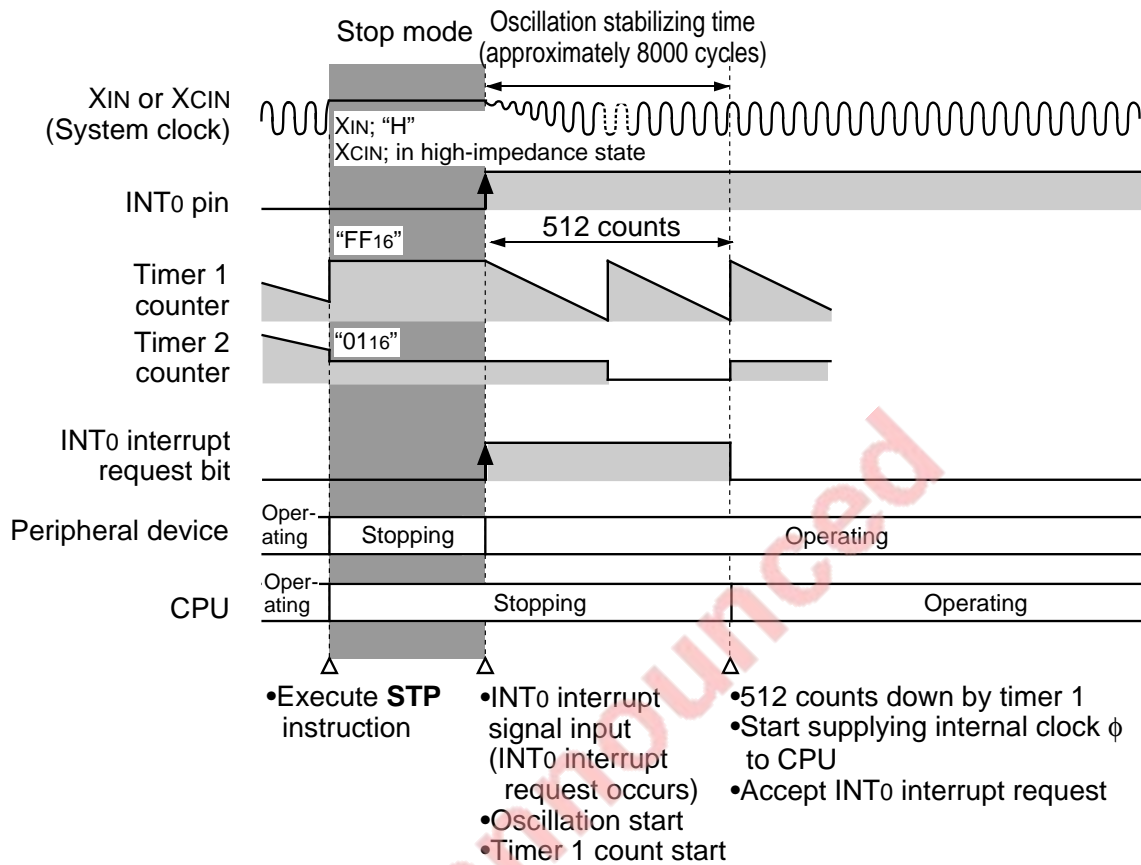 Stop mode
Oscillation stabilizing time
(approximately 8000 cycles)
XIN or XCIN
(System clock)
XIN; “H”
XCIN; in high-impedance state
INT0 pin
512 counts
“FF16”
Timer 1
counter
“0116”
Timer 2
counter
INT0 interrupt
request bit
Peripheral device
Oper-
ating
Stopping
Operating
CPU
Oper-
ating
Stopping
Operating
•Execute STP
instruction
•INT0 interrupt
signal input
(INT0 interrupt
request occurs)
•Oscillation start
•Timer 1 count start
•512 counts down by timer 1
•Start supplying internal clock ϕ
to CPU
•Accept INT0 interrupt request